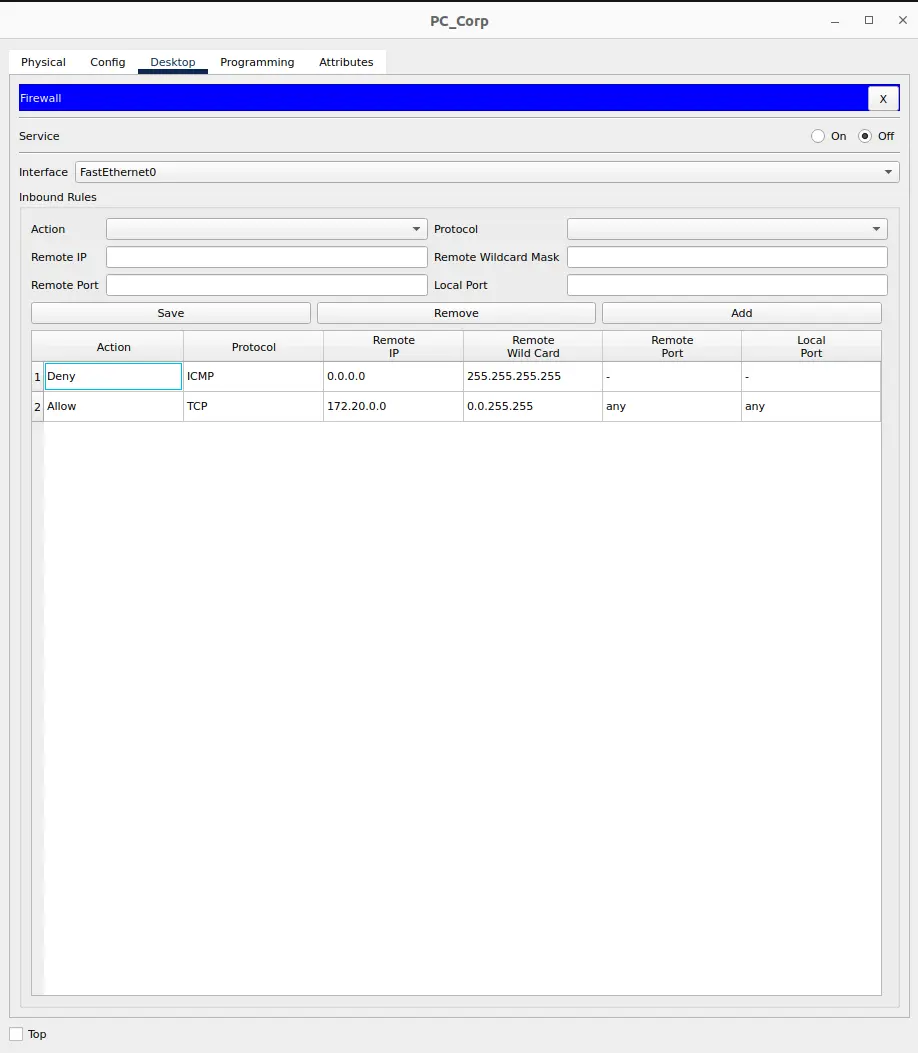 PC_Corp
Physical Config Desktop Programming Attributes
Firewall X
Service On Off
Interface FastEthernet0
Inbound Rules
Action Protocol
Remote IP Remote Wildcard Mask
Remote Port Local Port
Save Remove Add
Action Protocol Remote IP Remote Wild Card Remote Port Local Port
1 Deny ICMP 0.0.0.0 255.255.255.255 - -
2 Allow TCP 172.20.0.0 0.0.255.255 any any
Top